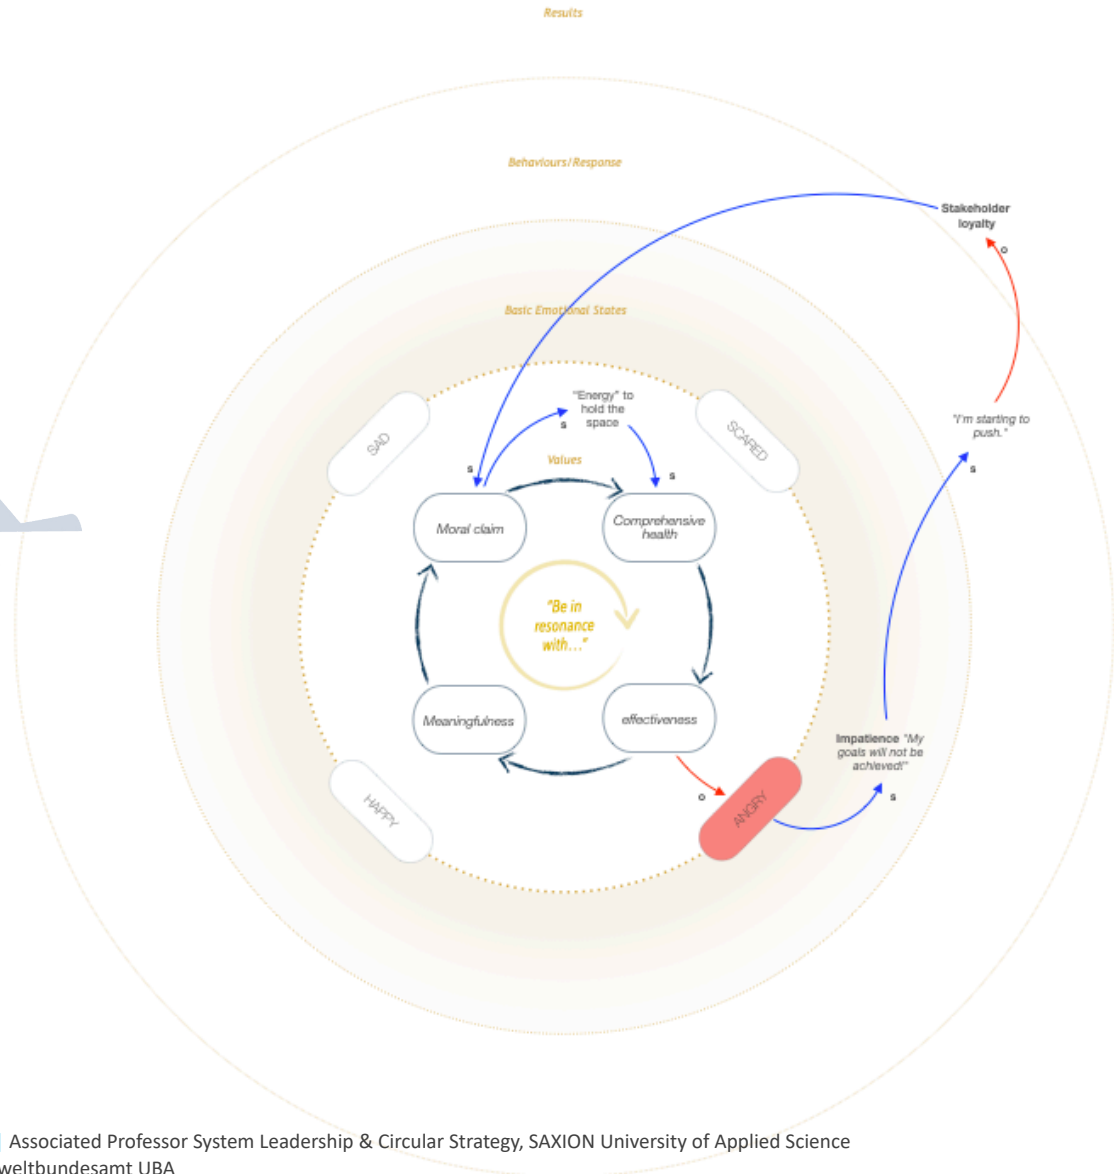 Results
Behaviours/Response
Stakeholder
loyalty
o
Basic Emotional States
"Energy" to
hold the
space
s
SAD
SCARED
"I'm starting to
push."
s
Values
s
s
Moral claim
Comprehensive
health
"Be in
resonance
with..."
Meaningfulness
effectiveness
Impatience "My
goals will not be
achieved!"
s
o
HAPPY
ANGRY
Associated Professor System Leadership & Circular Strategy, SAXION University of Applied Science
weltbundesamt UBA